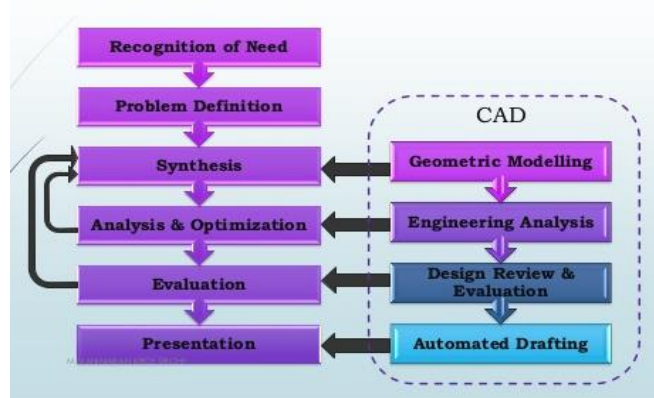 Recognition of Need
Problem Definition
CAD
Synthesis
Geometric Modelling
Analysis & Optimization
Engineering Analysis
Evaluation
Design Review &
Evaluation
Presentation
Automated Drafting